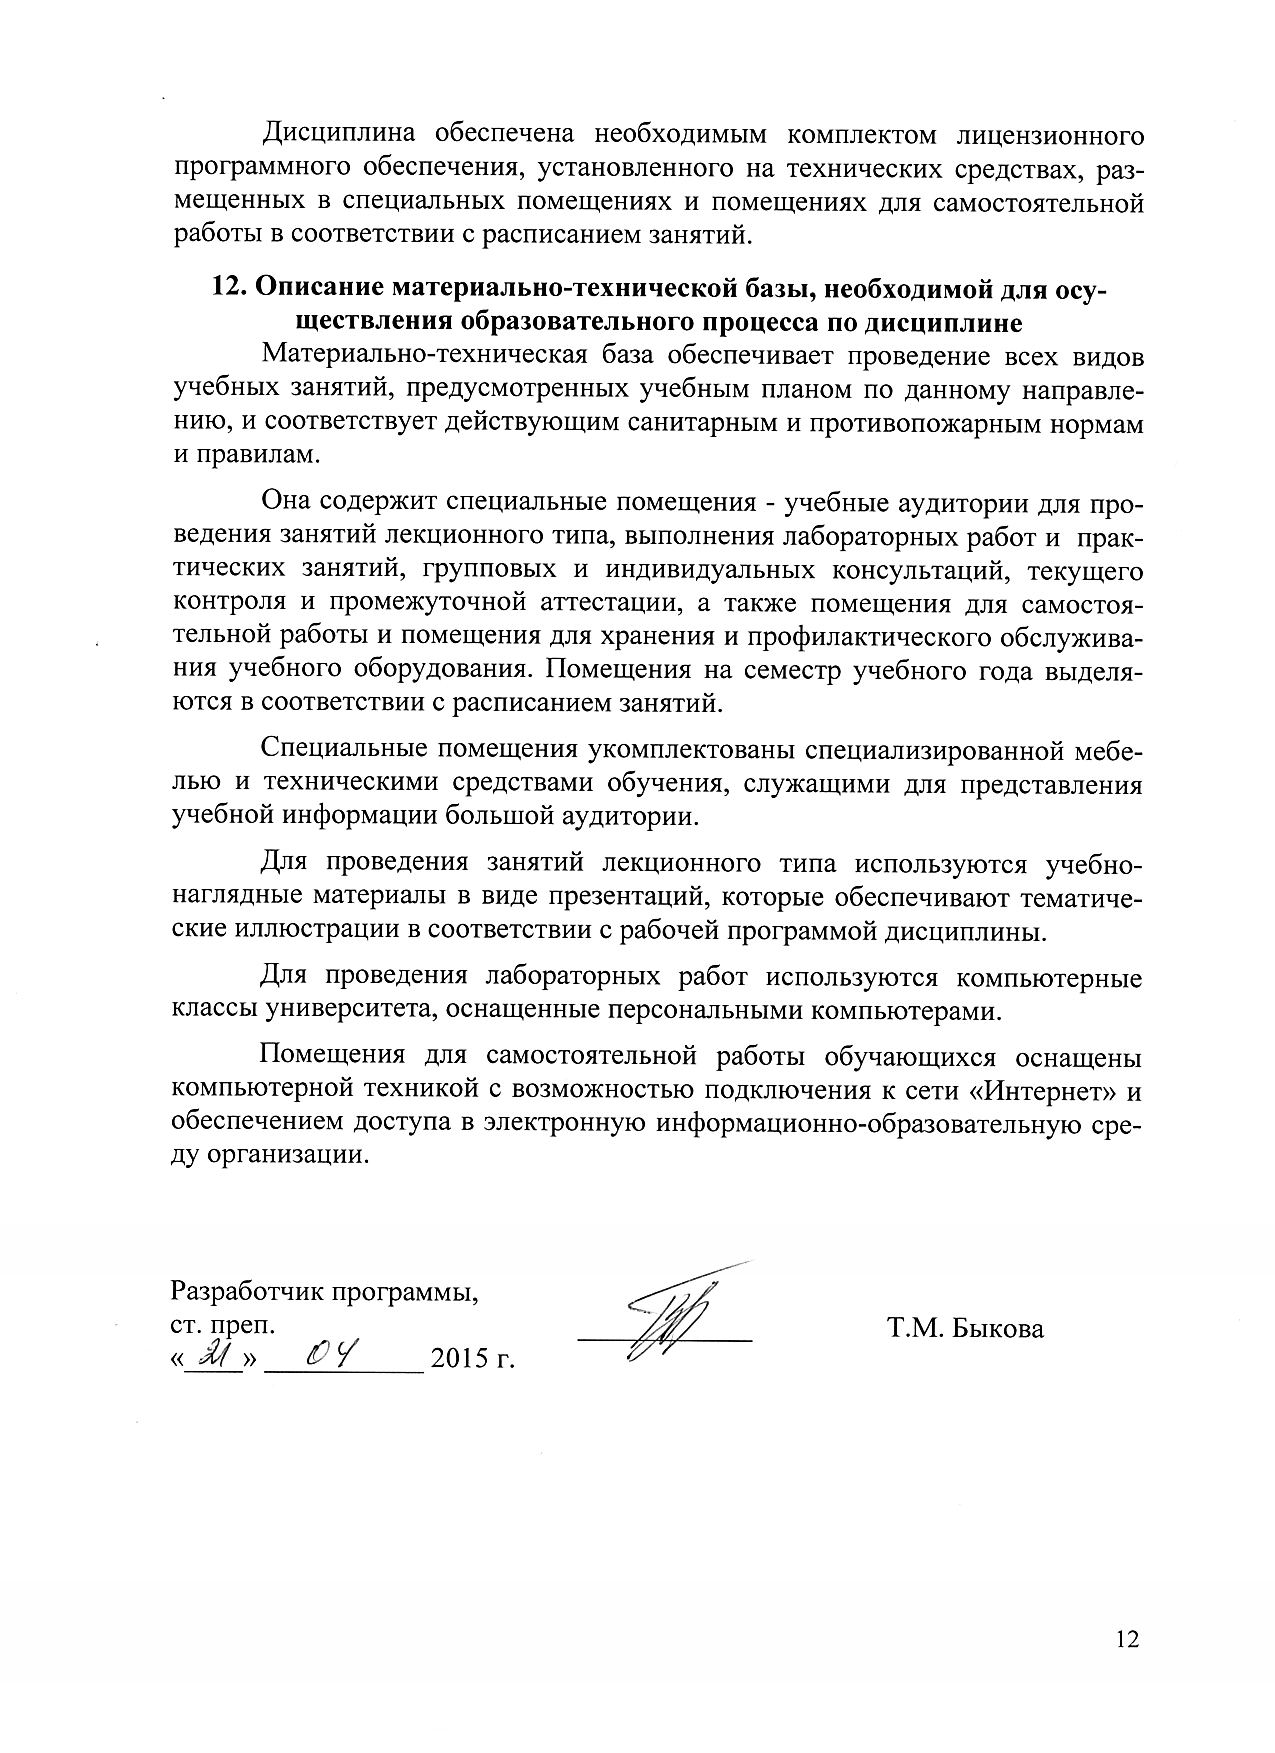 Дисциплина обеспечена необходимым комплектом лицензионного
программного обеспечения, установленного на технических средствах, раз-
мещенных в специальных помещениях и помещениях для самостоятельной
работы в соответствии с расписанием занятий.
12. Описание материально-технической базы, необходимой для осу-
ществления образовательного процесса по дисциплине
Материально-техническая база обеспечивает проведение всех видов
учебных занятий, предусмотренных учебным планом по данному направле-
нию, и соответствует действующим санитарным и противопожарным нормам
и правилам.
Она содержит специальные помещения - учебные аудитории для про-
ведения занятий лекционного типа, выполнения лабораторных работ и прак-
тических занятий, групповых и индивидуальных консультаций, текущего
контроля и промежуточной аттестации, а также помещения для самостоя-
тельной работы и помещения для хранения и профилактического обслужива-
ния учебного оборудования. Помещения на семестр учебного года выделя-
ются в соответствии с расписанием занятий.
Специальные помещения укомплектованы специализированной мебе-
лью и техническими средствами обучения, служащими для представления
учебной информации большой аудитории.
Для проведения занятий лекционного типа используются учебно-
наглядные материалы в виде презентаций, которые обеспечивают тематиче-
ские иллюстрации в соответствии с рабочей программой дисциплины.
Для проведения лабораторных работ используются компьютерные
классы университета, оснащенные персональными компьютерами.
Помещения для самостоятельной работы обучающихся оснащены
компьютерной техникой с возможностью подключения к сети «Интернет» и
обеспечением доступа в электронную информационно-образовательную сре-
ду организации.
Разработчик программы,
ст. преп. Т.М. Быкова
«21» 04 2015 г.
12